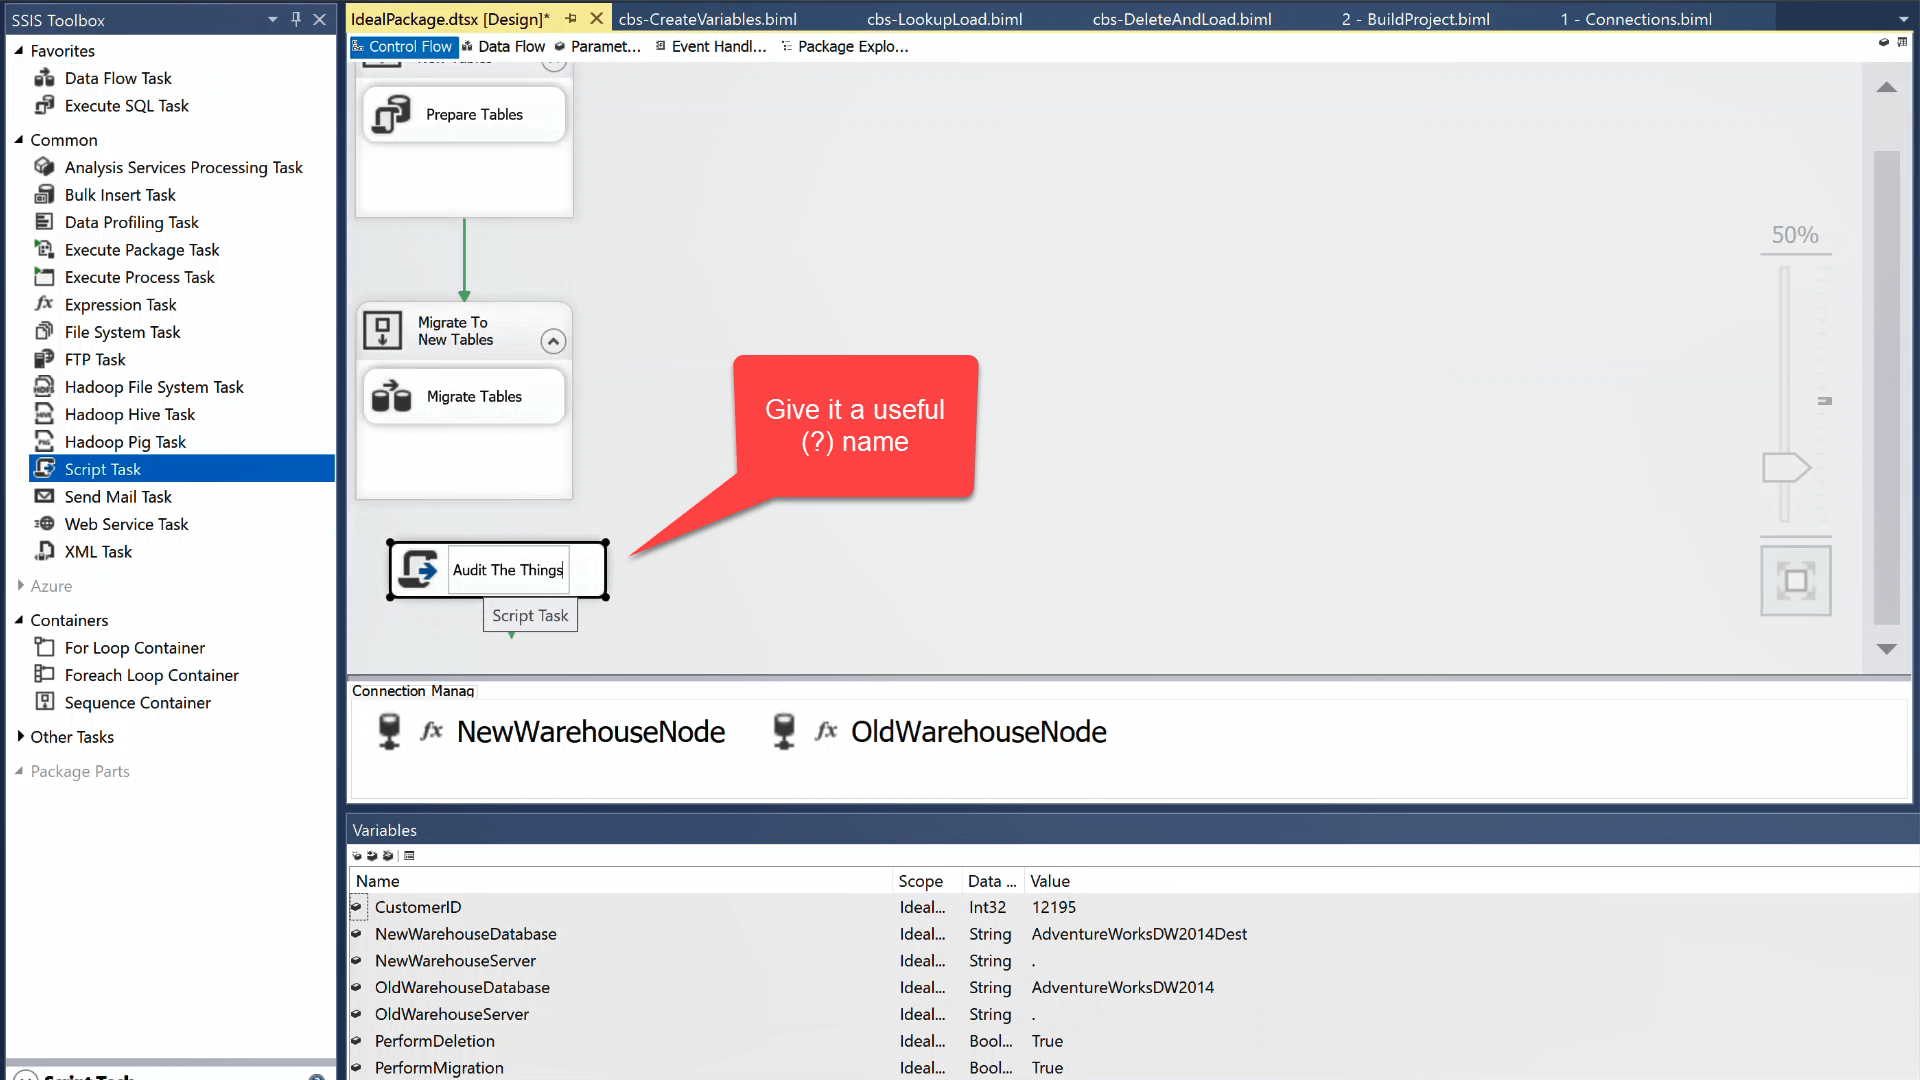 SSIS Toolbox
Favorites
Data Flow Task
Execute SQL Task
Common
Analysis Services Processing Task
Bulk Insert Task
Data Profiling Task
Execute Package Task
Execute Process Task
Expression Task
File System Task
FTP Task
Hadoop File System Task
Hadoop Hive Task
Hadoop Pig Task
Script Task
Send Mail Task
Web Service Task
XML Task
Azure
Containers
For Loop Container
Foreach Loop Container
Sequence Container
Other Tasks
Package Parts
IdealPackage.dtsx [Design]*
cbs-CreateVariables.biml
cbs-LookupLoad.biml
cbs-DeleteAndLoad.biml
2 - BuildProject.biml
1 - Connections.biml
Control Flow
Data Flow
Paramet...
Event Handl...
Package Explo...
Prepare Tables
Migrate To
New Tables
Migrate Tables
Give it a useful
(?) name
Audit The Things
Script Task
50%
Connection Manag
fx NewWarehouseNode
fx OldWarehouseNode
Variables
Name Scope Data ... Value
CustomerID Ideal... Int32 12195
NewWarehouseDatabase Ideal... String AdventureWorksDW2014Dest
NewWarehouseServer Ideal... String .
OldWarehouseDatabase Ideal... String AdventureWorksDW2014
OldWarehouseServer Ideal... String .
PerformDeletion Ideal... Bool... True
PerformMigration Ideal... Bool... True